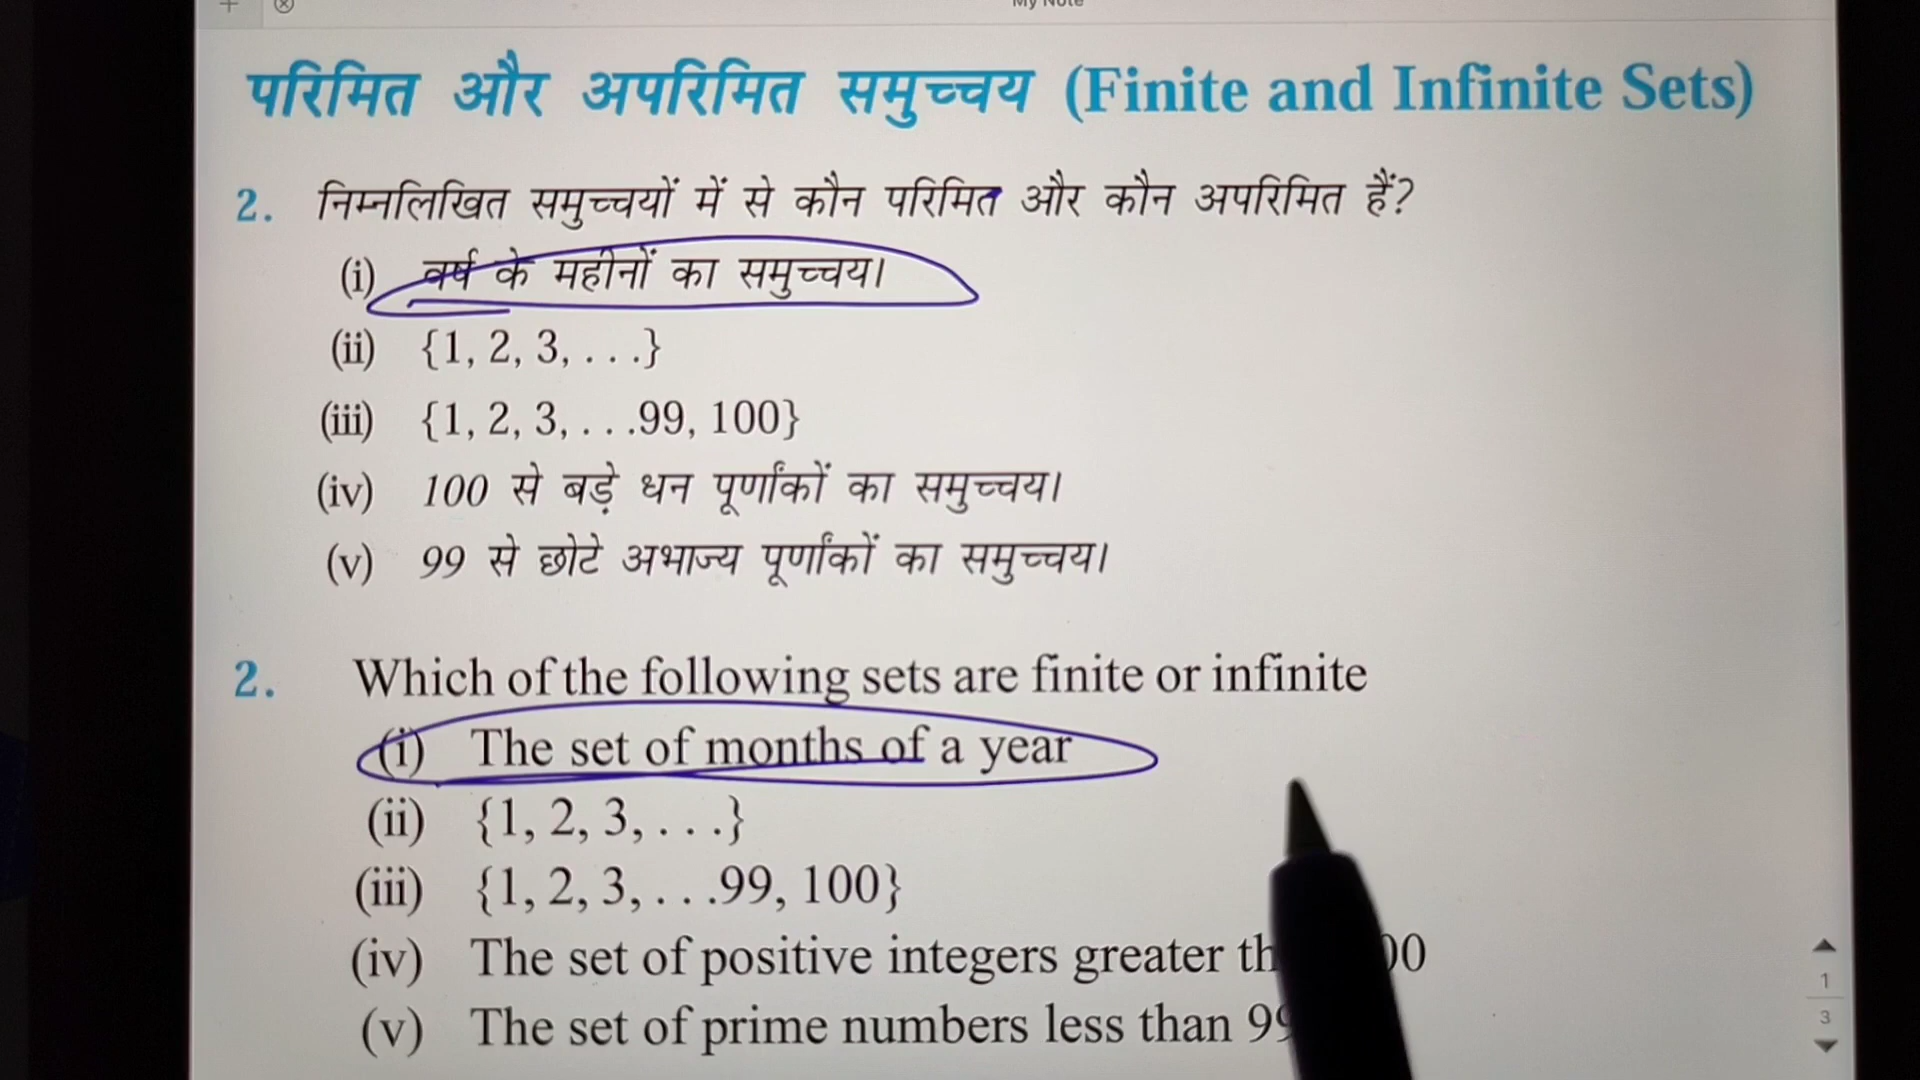 My Note
परिमित और अपरिमित समुच्चय (Finite and Infinite Sets)
2. निम्नलिखित समुच्चयों में से कौन परिमित और कौन अपरिमित हैं?
(i) वर्ष के महीनों का समुच्चय।
(ii) {1, 2, 3, . . .}
(iii) {1, 2, 3, . . .99, 100}
(iv) 100 से बड़े धन पूर्णांकों का समुच्चय।
(v) 99 से छोटे अभाज्य पूर्णांकों का समुच्चय।
2. Which of the following sets are finite or infinite
(i) The set of months of a year
(ii) {1, 2, 3, . . .}
(iii) {1, 2, 3, . . .99, 100}
(iv) The set of positive integers greater
(v) The set of prime numbers less than 99
1
3